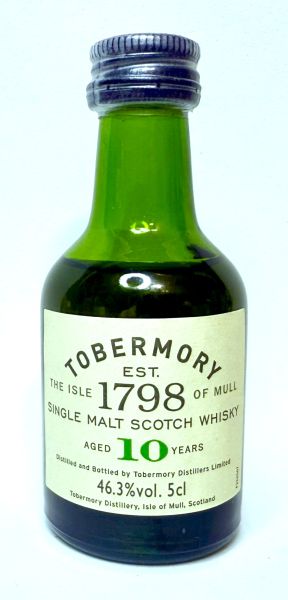 TOBERMORY
EST.
THE ISLE 1798 OF MULL
SINGLE MALT SCOTCH WHISKY
AGED 10 YEARS
Distilled and Bottled by Tobermory Distillers Limited
46.3%vol. 5cl
Tobermory Distillery, Isle of Mull, Scotland